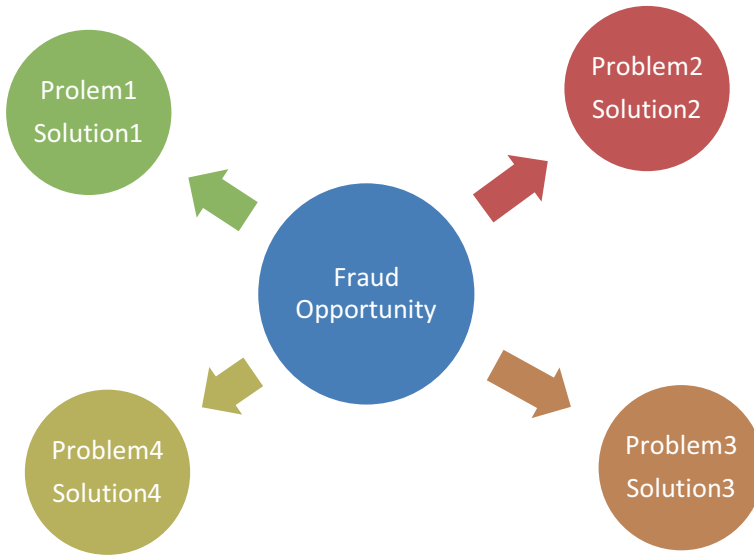 Prolem1
Solution1
Problem2
Solution2
Fraud
Opportunity
Problem4
Solution4
Problem3
Solution3